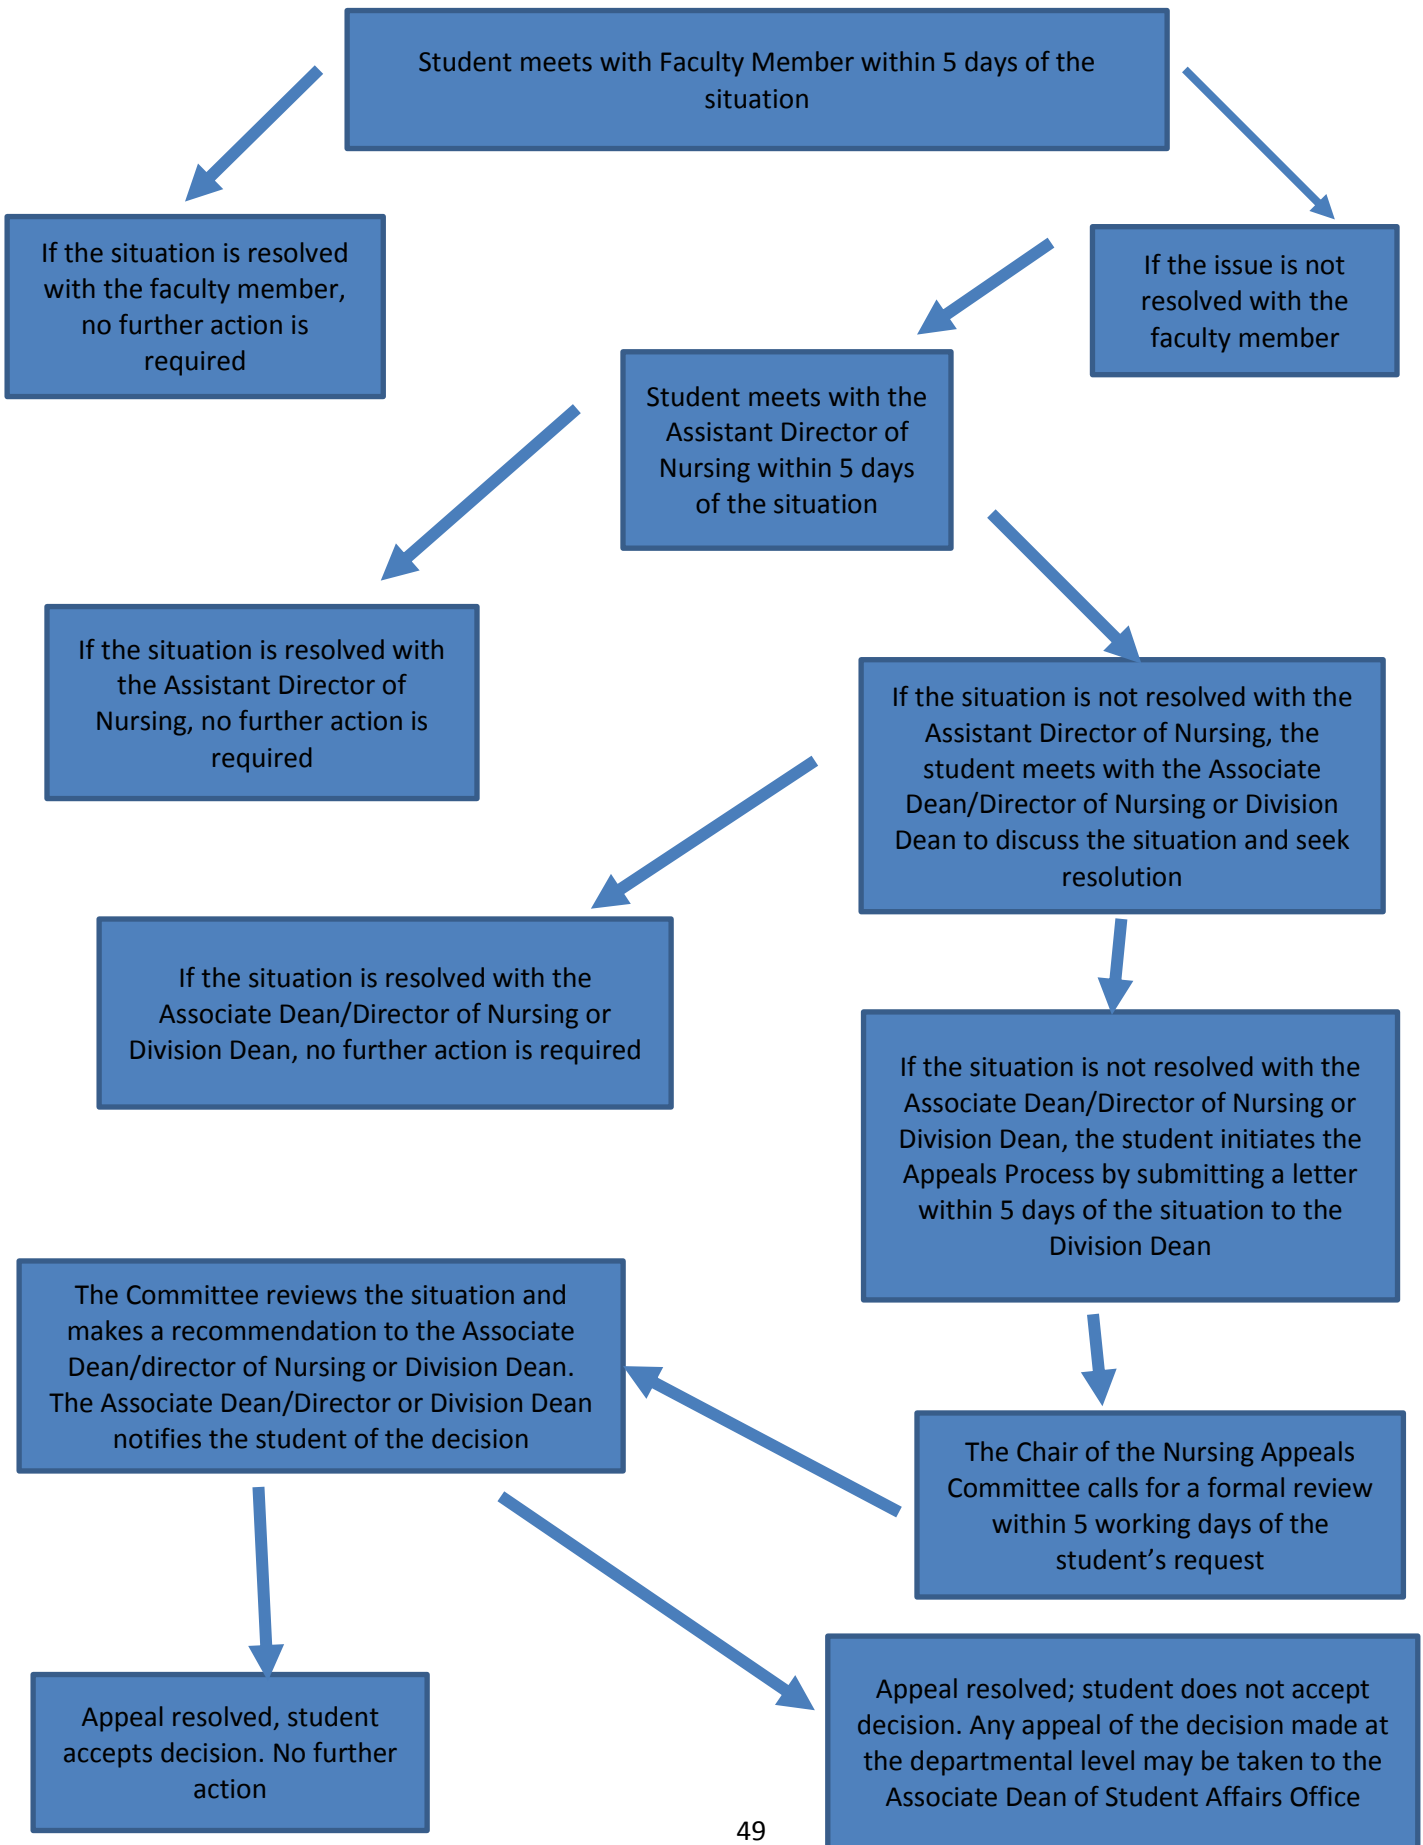 Student meets with Faculty Member within 5 days of the
situation
If the situation is resolved
with the faculty member,
no further action is
required
If the issue is not
resolved with the
faculty member
Student meets with the
Assistant Director of
Nursing within 5 days
of the situation
If the situation is resolved with
the Assistant Director of
Nursing, no further action is
required
If the situation is not resolved with the
Assistant Director of Nursing, the
student meets with the Associate
Dean/Director of Nursing or Division
Dean to discuss the situation and seek
resolution
If the situation is resolved with the
Associate Dean/Director of Nursing or
Division Dean, no further action is required
If the situation is not resolved with the
Associate Dean/Director of Nursing or
Division Dean, the student initiates the
Appeals Process by submitting a letter
within 5 days of the situation to the
Division Dean
The Chair of the Nursing Appeals
Committee calls for a formal review
within 5 working days of the
student’s request
The Committee reviews the situation and
makes a recommendation to the Associate
Dean/director of Nursing or Division Dean.
The Associate Dean/Director or Division Dean
notifies the student of the decision
Appeal resolved, student
accepts decision. No further
action
Appeal resolved; student does not accept
decision. Any appeal of the decision made at
the departmental level may be taken to the
Associate Dean of Student Affairs Office
49